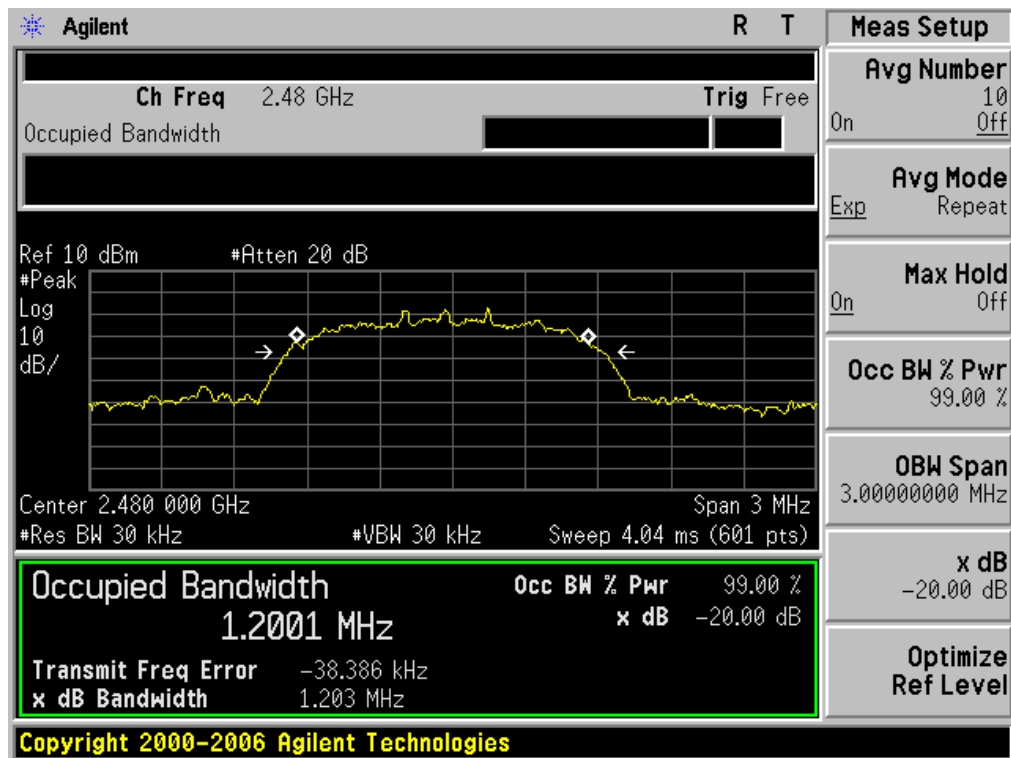 Agilent R T
Ch Freq 2.48 GHz Trig Free
Occupied Bandwidth
Ref 10 dBm #Atten 20 dB
#Peak
Log
10
dB/
Center 2.480 000 GHz Span 3 MHz
#Res BW 30 kHz #VBW 30 kHz Sweep 4.04 ms (601 pts)
Occupied Bandwidth
1.2001 MHz
Occ BW % Pwr 99.00 %
x dB -20.00 dB
Transmit Freq Error -38.386 kHz
x dB Bandwidth 1.203 MHz
Copyright 2000-2006 Agilent Technologies
Meas Setup
Avg Number
10
On Off
Avg Mode
Exp Repeat
Max Hold
On Off
Occ BW % Pwr
99.00 %
OBW Span
3.00000000 MHz
x dB
-20.00 dB
Optimize
Ref Level